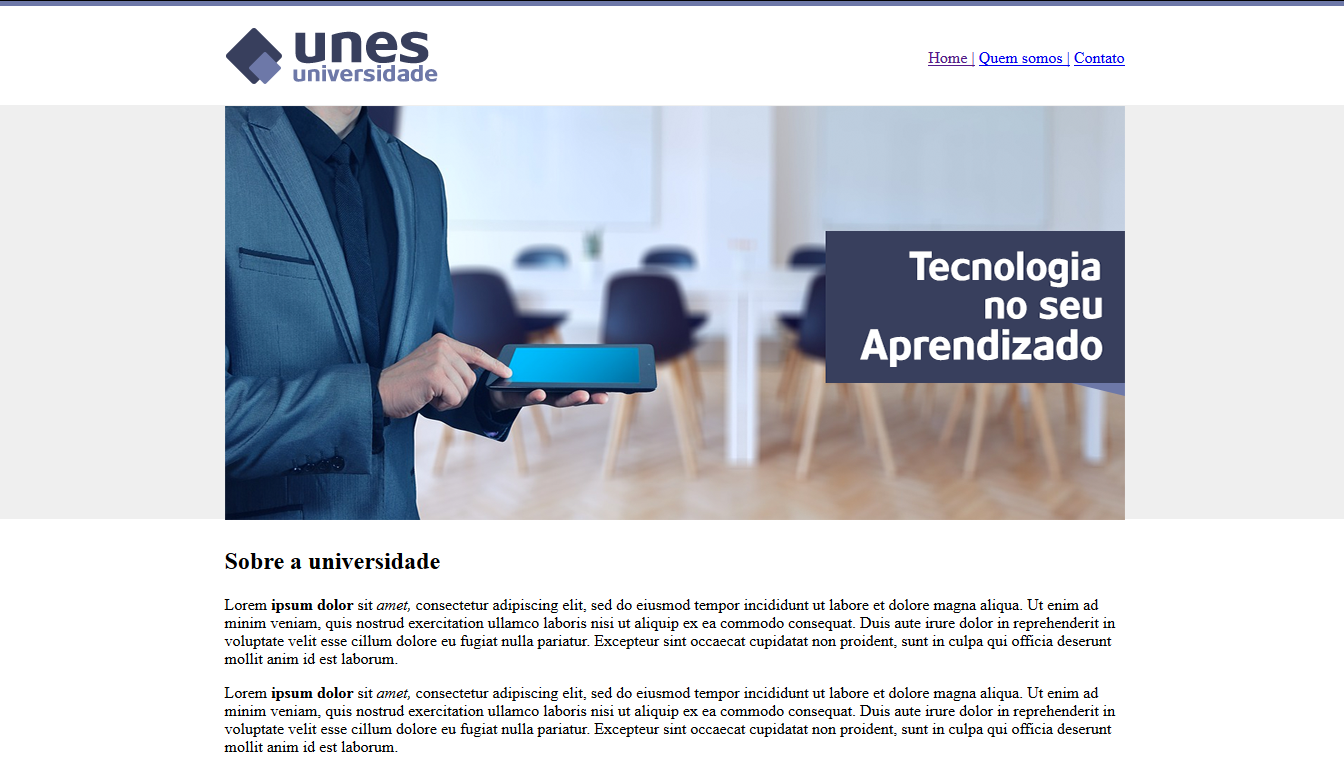 unes
universidade
Home | Quem somos | Contato
Tecnologia
no seu
Aprendizado
Sobre a universidade
Lorem ipsum dolor sit amet, consectetur adipiscing elit, sed do eiusmod tempor incididunt ut labore et dolore magna aliqua. Ut enim ad
minim veniam, quis nostrud exercitation ullamco laboris nisi ut aliquip ex ea commodo consequat. Duis aute irure dolor in reprehenderit in
voluptate velit esse cillum dolore eu fugiat nulla pariatur. Excepteur sint occaecat cupidatat non proident, sunt in culpa qui officia deserunt
mollit anim id est laborum.
Lorem ipsum dolor sit amet, consectetur adipiscing elit, sed do eiusmod tempor incididunt ut labore et dolore magna aliqua. Ut enim ad
minim veniam, quis nostrud exercitation ullamco laboris nisi ut aliquip ex ea commodo consequat. Duis aute irure dolor in reprehenderit in
voluptate velit esse cillum dolore eu fugiat nulla pariatur. Excepteur sint occaecat cupidatat non proident, sunt in culpa qui officia deserunt
mollit anim id est laborum.